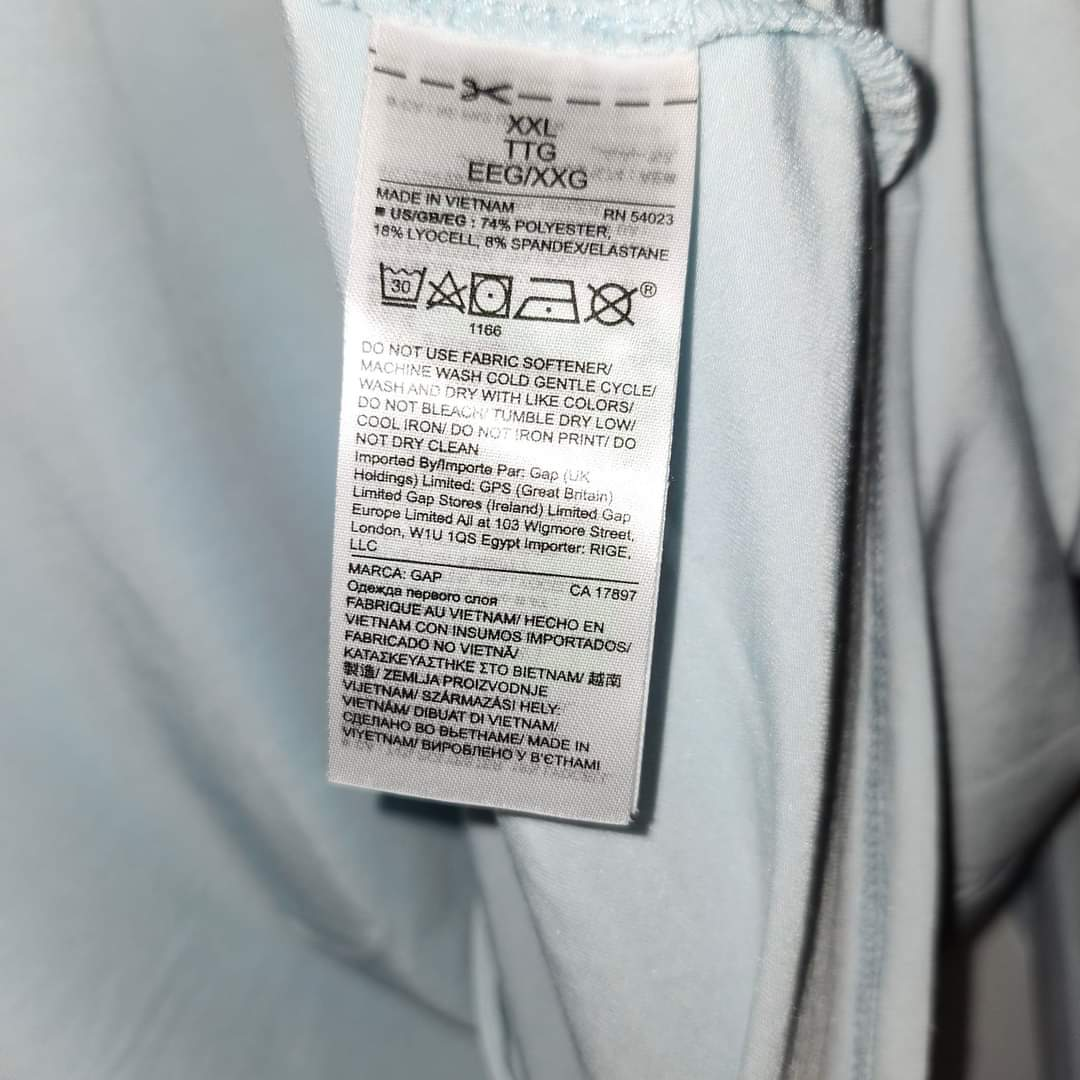 XXL
TTG
EEG/XXG
MADE IN VIETNAM RN 54023
US/GB/EG : 74% POLYESTER,
18% LYOCELL, 8% SPANDEX/ELASTANE
30
®
1166
DO NOT USE FABRIC SOFTENER/
MACHINE WASH COLD GENTLE CYCLE/
WASH AND DRY WITH LIKE COLORS/
DO NOT BLEACH/ TUMBLE DRY LOW/
COOL IRON/ DO NOT IRON PRINT/ DO
NOT DRY CLEAN
Imported By/Importe Par: Gap (UK
Holdings) Limited: GPS (Great Britain)
Limited Gap Stores (Ireland) Limited Gap
Europe Limited All at 103 Wigmore Street,
London, W1U 1QS Egypt Importer: RIGE,
LLC
MARCA: GAP CA 17897
Одежда первого слоя
FABRIQUE AU VIETNAM/ HECHO EN
VIETNAM CON INSUMOS IMPORTADOS/
FABRICADO NO VIETNÃ/
ΚΑΤΑΣΚΕΥΑΣΤΗΚΕ ΣΤΟ ΒΙΕΤΝΑΜ/ 越南
製造/ ZEMLJA PROIZVODNJE
VIJETNAM/ SZÁRMAZÁSI HELY:
VIETNÁM/ DIBUAT DI VIETNAM/
СДЕЛАНО ВО ВЬЕТНАМЕ/ MADE IN
VIYETNAM/ ВИРОБЛЕНО У В'ЄТНАМІ